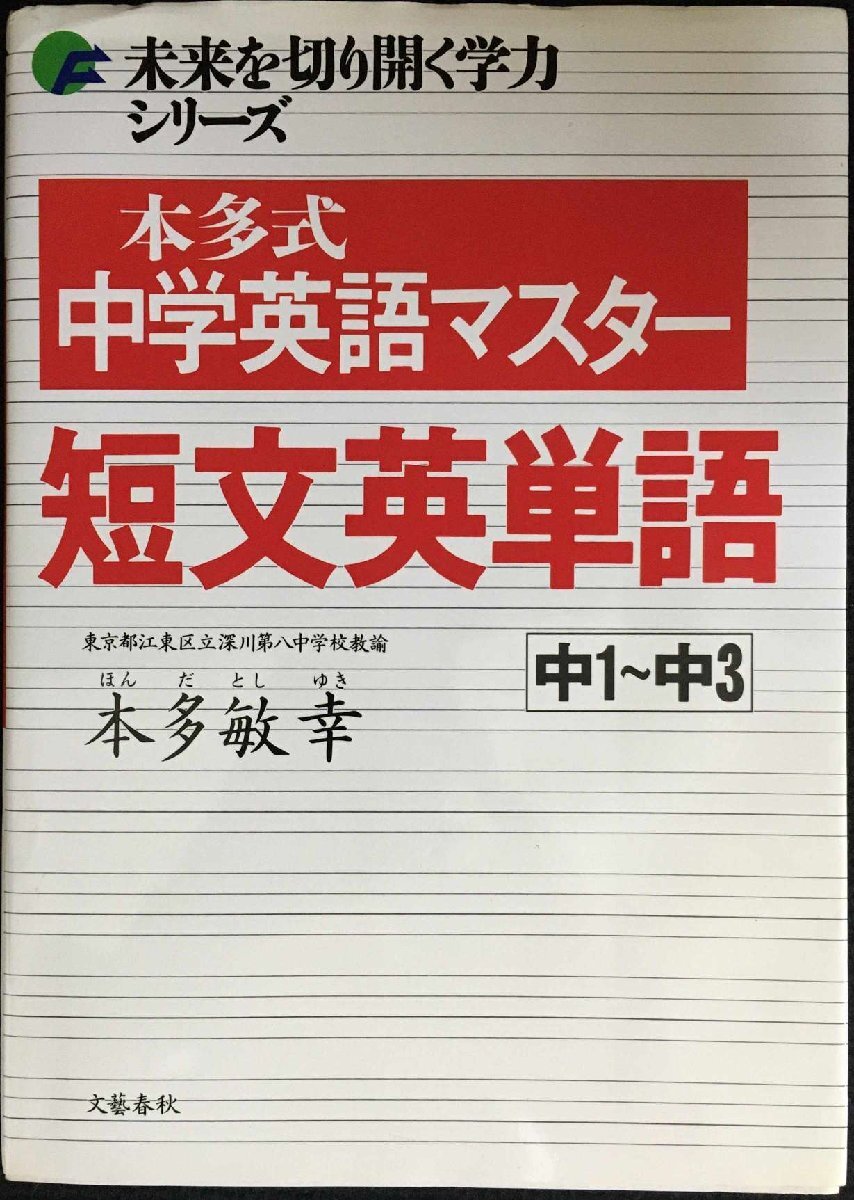 未来を切り開く学力
シリーズ
本多式
中学英語マスター
短文英単語
東京都江東区立深川第八中学校教諭
ほん だ とし ゆき
本多敏幸
中1~中3
文藝春秋